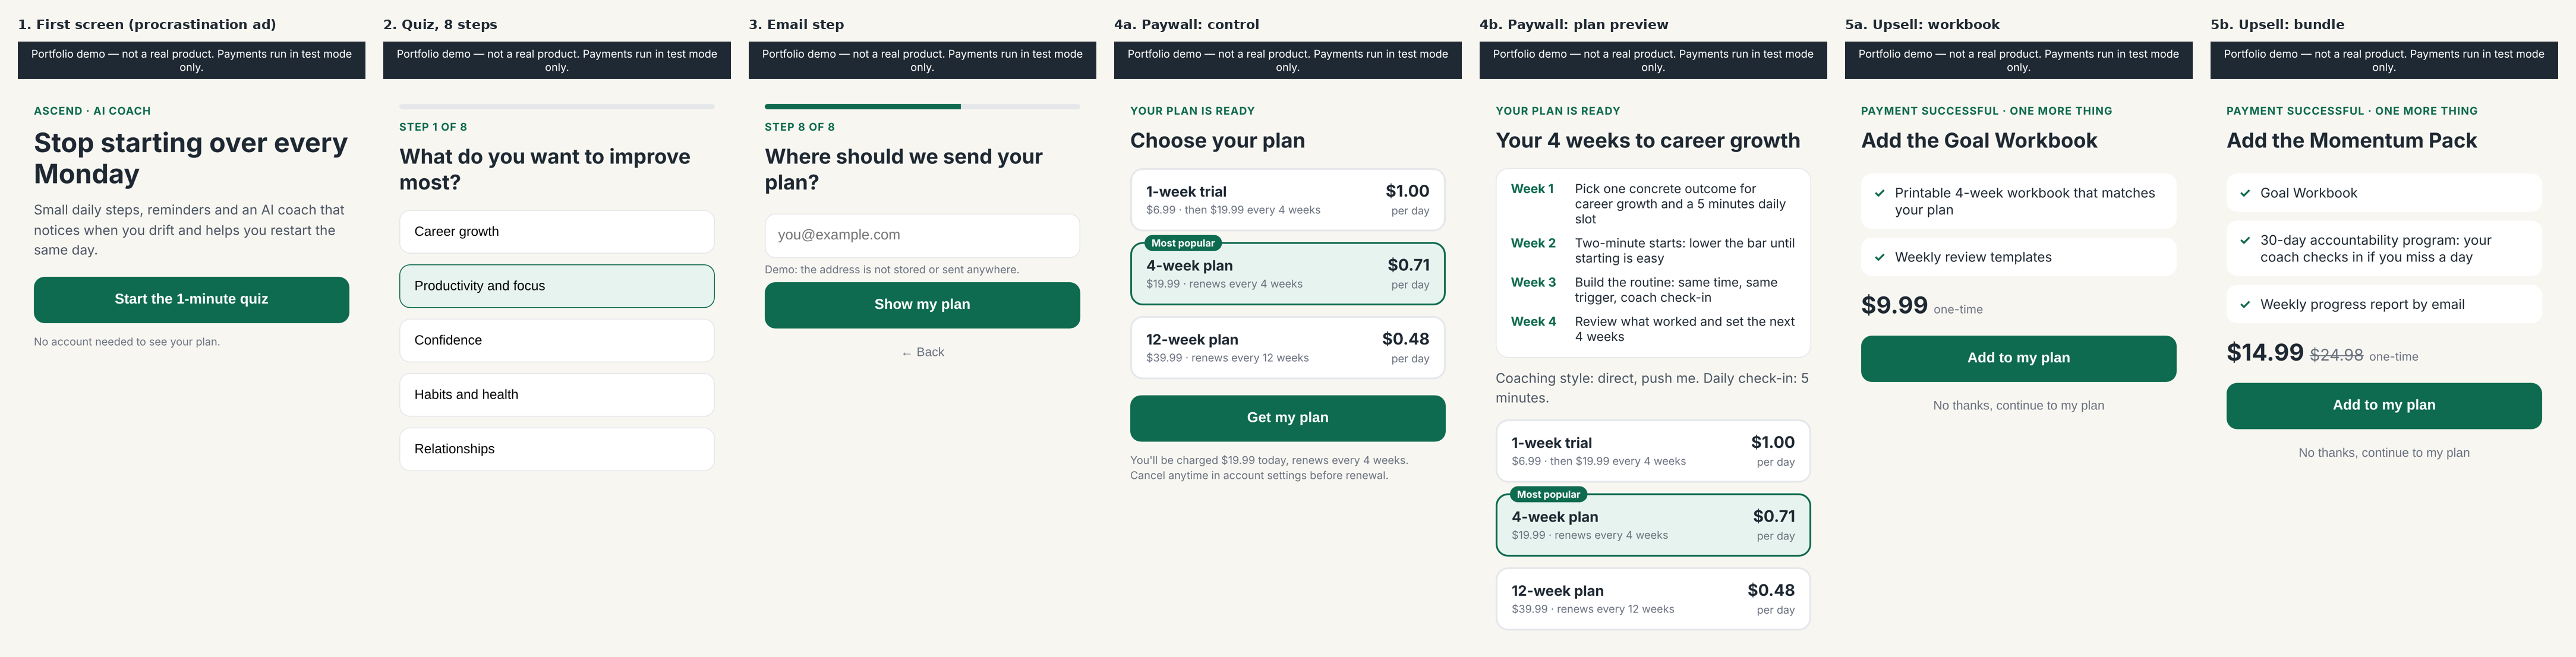 1. First screen (procrastination ad)
Portfolio demo — not a real product. Payments run in test mode
only.
ASCEND · AI COACH
Stop starting over every
Monday
Small daily steps, reminders and an AI coach that
notices when you drift and helps you restart the
same day.
Start the 1-minute quiz
No account needed to see your plan.
2. Quiz, 8 steps
Portfolio demo — not a real product. Payments run in test mode
only.
STEP 1 OF 8
What do you want to improve
most?
Career growth
Productivity and focus
Confidence
Habits and health
Relationships
3. Email step
Portfolio demo — not a real product. Payments run in test mode
only.
STEP 8 OF 8
Where should we send your
plan?
you@example.com
Demo: the address is not stored or sent anywhere.
Show my plan
← Back
4a. Paywall: control
Portfolio demo — not a real product. Payments run in test mode
only.
YOUR PLAN IS READY
Choose your plan
1-week trial $1.00
$6.99 · then $19.99 every 4 weeks per day
Most popular
4-week plan $0.71
$19.99 · renews every 4 weeks per day
12-week plan $0.48
$39.99 · renews every 12 weeks per day
Get my plan
You'll be charged $19.99 today, renews every 4 weeks.
Cancel anytime in account settings before renewal.
4b. Paywall: plan preview
Portfolio demo — not a real product. Payments run in test mode
only.
YOUR PLAN IS READY
Your 4 weeks to career growth
Week 1 Pick one concrete outcome for
career growth and a 5 minutes daily
slot
Week 2 Two-minute starts: lower the bar until
starting is easy
Week 3 Build the routine: same time, same
trigger, coach check-in
Week 4 Review what worked and set the next
4 weeks
Coaching style: direct, push me. Daily check-in: 5
minutes.
1-week trial $1.00
$6.99 · then $19.99 every 4 weeks per day
Most popular
4-week plan $0.71
$19.99 · renews every 4 weeks per day
12-week plan $0.48
$39.99 · renews every 12 weeks per day
5a. Upsell: workbook
Portfolio demo — not a real product. Payments run in test mode
only.
PAYMENT SUCCESSFUL · ONE MORE THING
Add the Goal Workbook
✓ Printable 4-week workbook that matches
your plan
✓ Weekly review templates
$9.99 one-time
Add to my plan
No thanks, continue to my plan
5b. Upsell: bundle
Portfolio demo — not a real product. Payments run in test mode
only.
PAYMENT SUCCESSFUL · ONE MORE THING
Add the Momentum Pack
✓ Goal Workbook
✓ 30-day accountability program: your
coach checks in if you miss a day
✓ Weekly progress report by email
$14.99 $24.98 one-time
Add to my plan
No thanks, continue to my plan